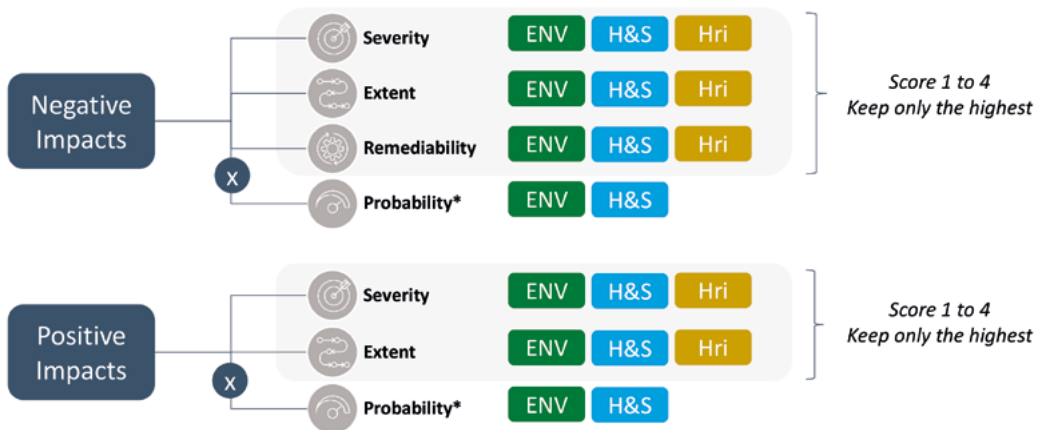 Severity ENV H&S Hri
Negative
Impacts
Extent ENV H&S Hri
Score 1 to 4
Keep only the highest
Remediability ENV H&S Hri
x
Probability* ENV H&S
Severity ENV H&S Hri
Positive
Impacts
Extent ENV H&S Hri
Score 1 to 4
Keep only the highest
x
Probability* ENV H&S